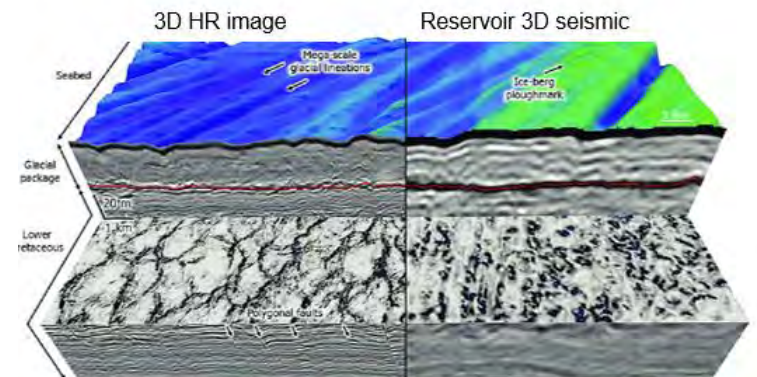 3D HR image
Reservoir 3D seismic
Mega-scale
glacial lineations
Seabed
Ice-berg
ploughmark
Glacial
package
20 m
1 km
Lower
retaceous
Polygonal faults